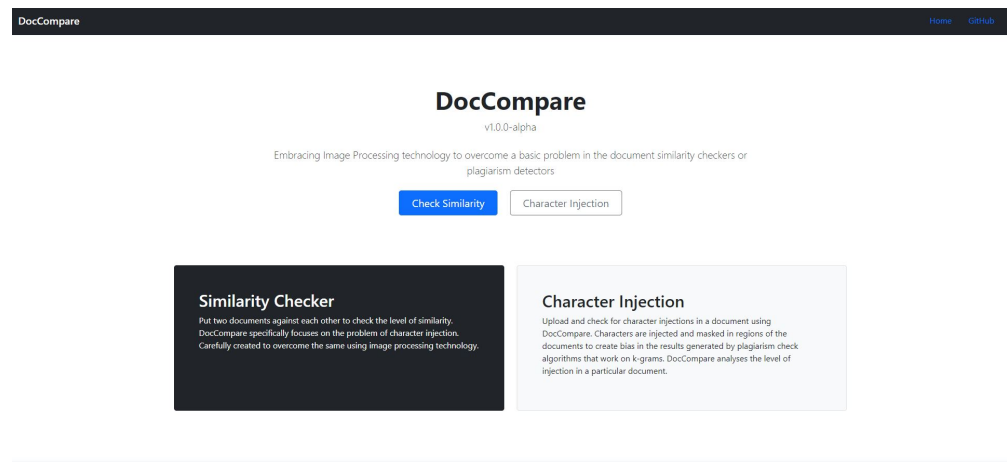 DocCompare
Home GitHub
DocCompare
v1.0.0-alpha
Embracing Image Processing technology to overcome a basic problem in the document similarity checkers or
plagiarism detectors
Check Similarity Character Injection
Similarity Checker
Put two documents against each other to check the level of similarity.
DocCompare specifically focuses on the problem of character injection.
Carefully created to overcome the same using image processing technology.
Character Injection
Upload and check for character injections in a document using
DocCompare. Characters are injected and masked in regions of the
documents to create bias in the results generated by plagiarism check
algorithms that work on k-grams. DocCompare analyses the level of
injection in a particular document.